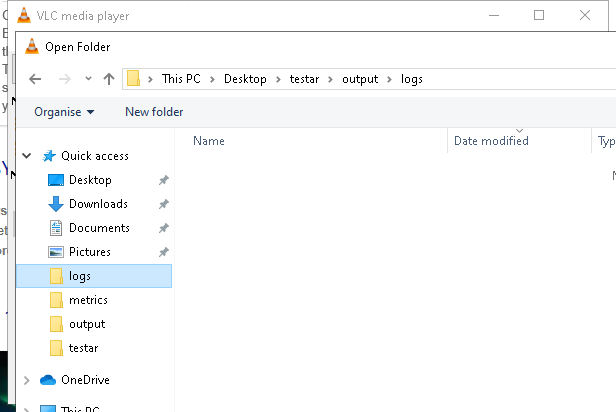 VLC media player
Open Folder
This PC > Desktop > testar > output > logs
Organise New folder
Name Date modified Typ
Quick access
Desktop
Downloads
Documents
Pictures
logs
metrics
output
testar
OneDrive
This PC